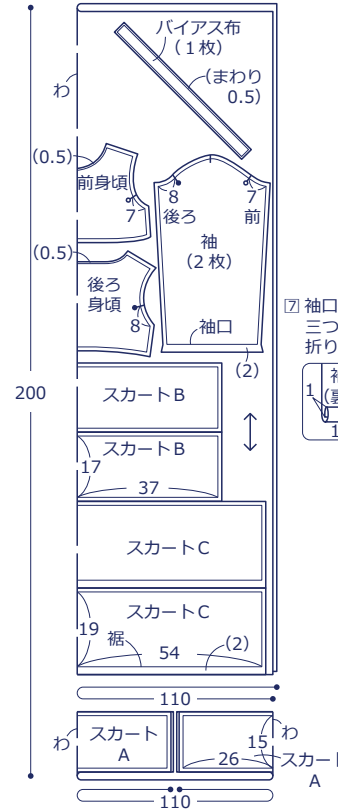 バイアス布
(1枚)
(まわり
0.5)
わ
(0.5)
前身頃
7
8
後ろ
7
前
袖
(2枚)
(0.5)
後ろ
身頃
8
袖口
(2)
7 袖口
三つ
折り
1
1
200
スカートB
スカートB
17
37
スカートC
スカートC
19
裾
54
(2)
110
わ
スカート
A
わ
15
26
スカート
A
110